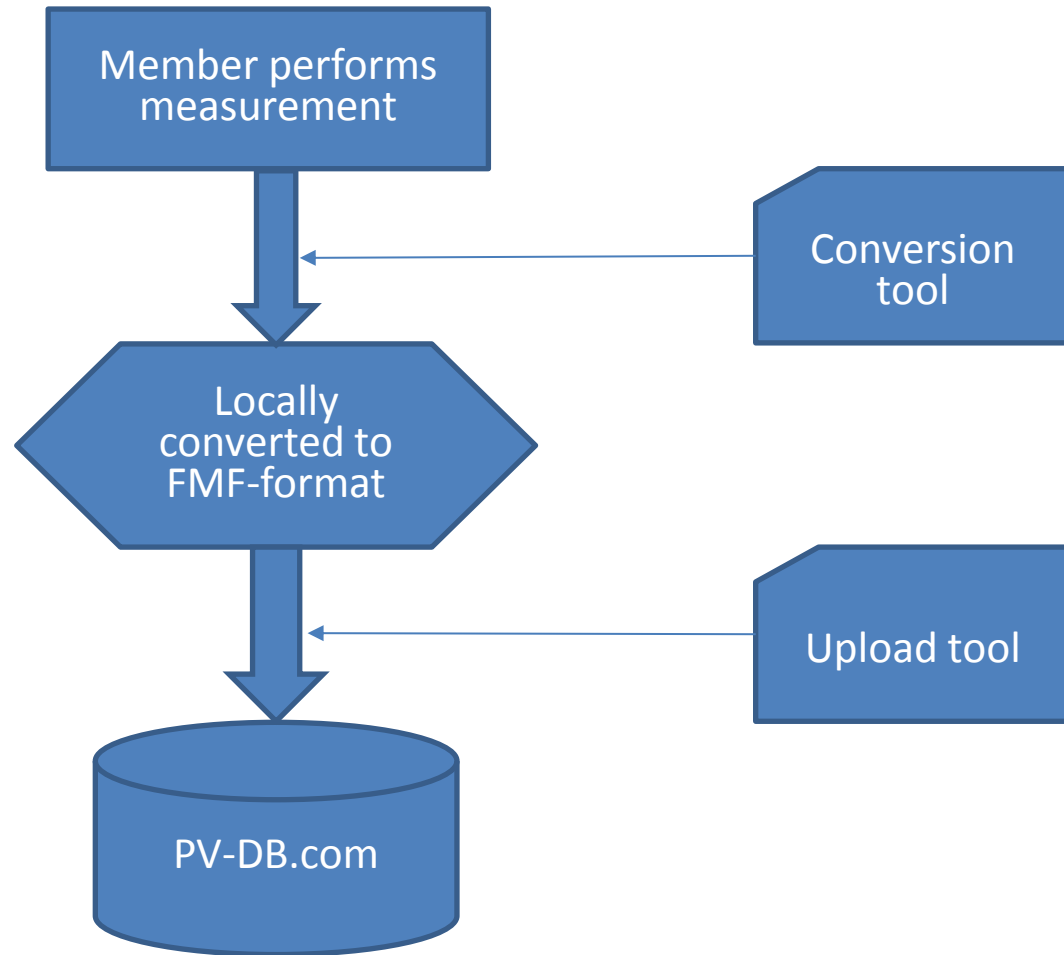 Member performs
measurement
Conversion
tool
Locally
converted to
FMF-format
Upload tool
PV-DB.com